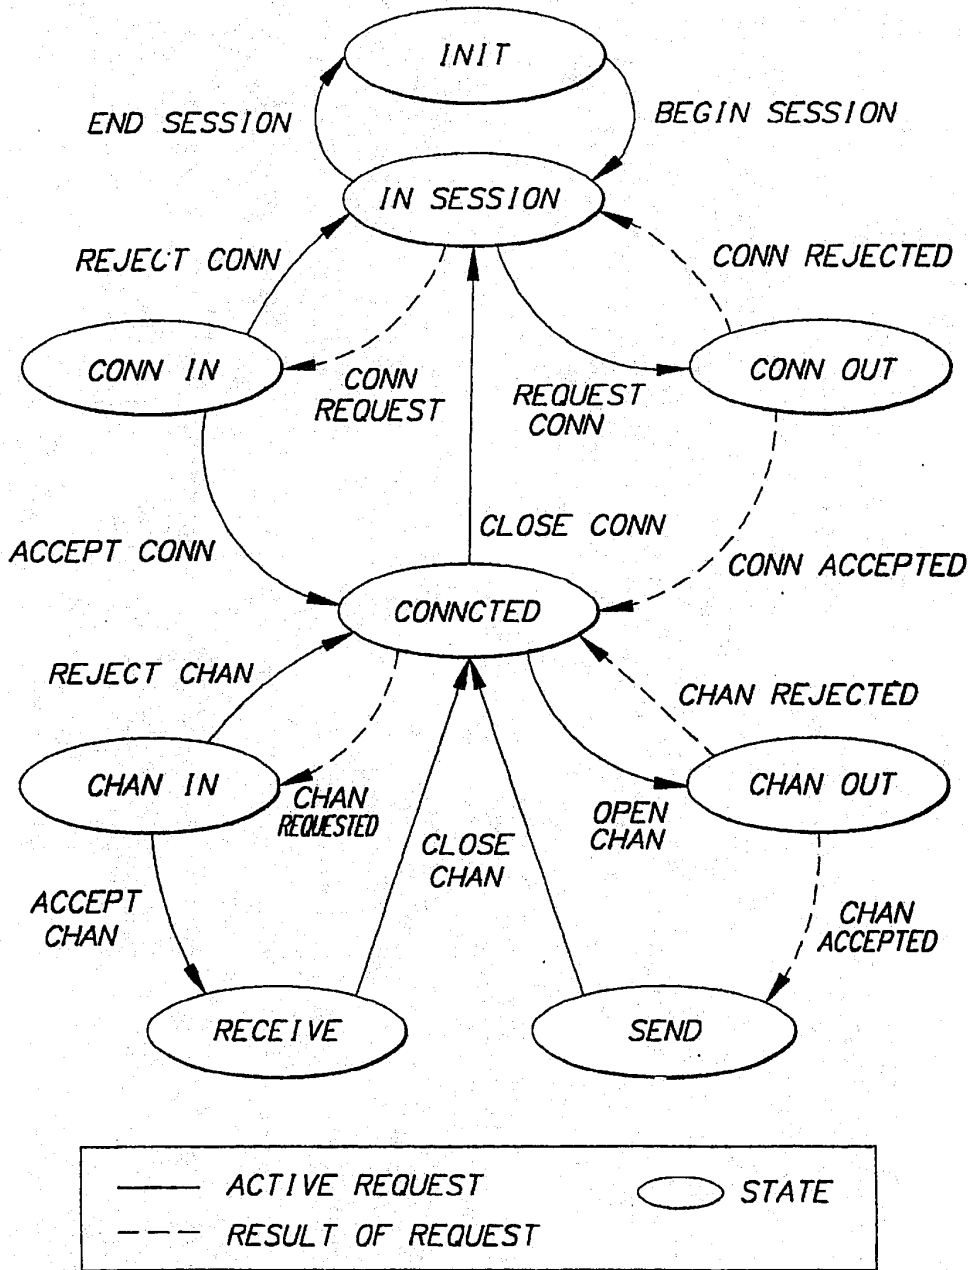 INIT
END SESSION
BEGIN SESSION
IN SESSION
REJECT CONN
CONN REJECTED
CONN IN
CONN
REQUEST
REQUEST
CONN
CONN OUT
ACCEPT CONN
CLOSE CONN
CONN ACCEPTED
CONNCTED
REJECT CHAN
CHAN REJECTED
CHAN IN
CHAN
REQUESTED
OPEN
CHAN
CHAN OUT
CLOSE
CHAN
ACCEPT
CHAN
CHAN
ACCEPTED
RECEIVE
SEND
ACTIVE REQUEST
STATE
RESULT OF REQUEST